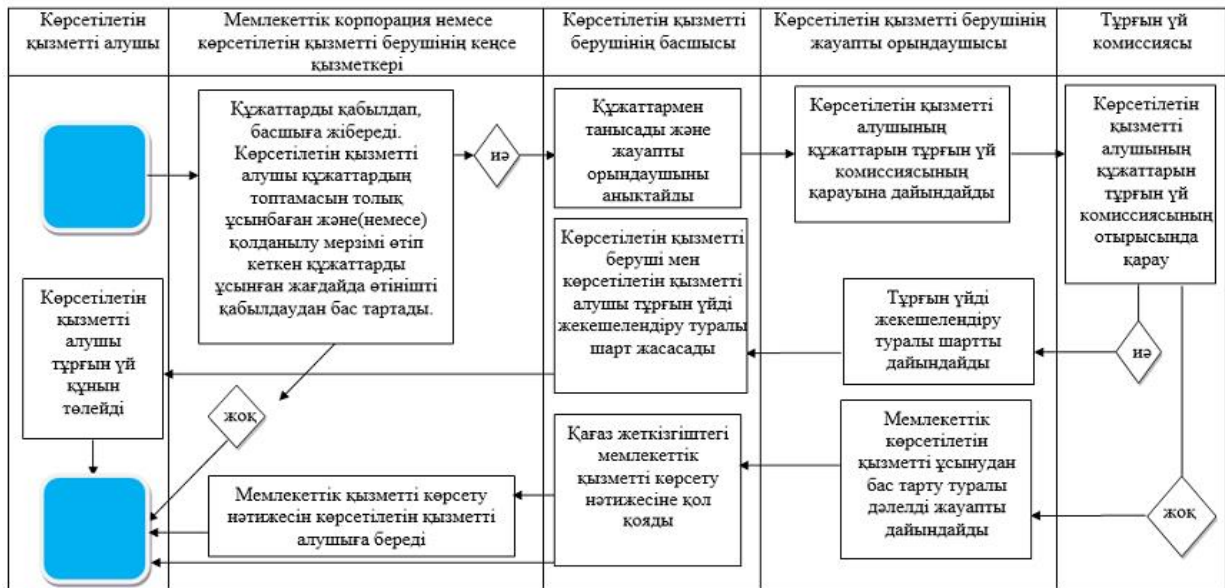 Көрсетілетін
қызметті алушы
Мемлекеттік корпорация немесе
көрсетілетін қызметті берушінің кеңсе
қызметкері
Көрсетілетін қызметті
берушінің басшысы
Көрсетілетін қызметті берушінің
жауапты орындаушысы
Тұрғын үй
комиссиясы
Құжаттарды қабылдап,
басшыға жібереді.
Көрсетілетін қызметті
алушы құжаттардың
топтамасын толық
ұсынбаған және(немесе)
қолданылу мерзімі өтіп
кеткен құжаттарды
ұсынған жағдайда өтінішті
қабылдаудан бас тартады.
иә
Құжаттармен
танысады және
жауапты
орындаушыны
анықтайды
Көрсетілетін қызметті
алушының
құжаттарын тұрғын үй
комиссиясының
қарауына дайындайды
Көрсетілетін
қызметті
алушының
құжаттарын
тұрғын үй
комиссиясының
отырысында
қарау
иә
Тұрғын үйді
жекешелендіру
туралы шартты
дайындайды
Көрсетілетін қызметті
беруші мен
көрсетілетін қызметті
алушы тұрғын үйді
жекешелендіру туралы
шарт жасасады
Көрсетілетін
қызметті
алушы
тұрғын үй
құнын
төлейді
жоқ
жоқ
Мемлекеттік
көрсетілетін
қызметті ұсынудан
бас тарту туралы
дәлелді жауапты
дайындайды
Қағаз жеткізгіштегі
мемлекеттік
қызметті көрсету
нәтижесіне қол
қояды
Мемлекеттік қызметті көрсету
нәтижесін көрсетілетін қызметті
алушыға береді